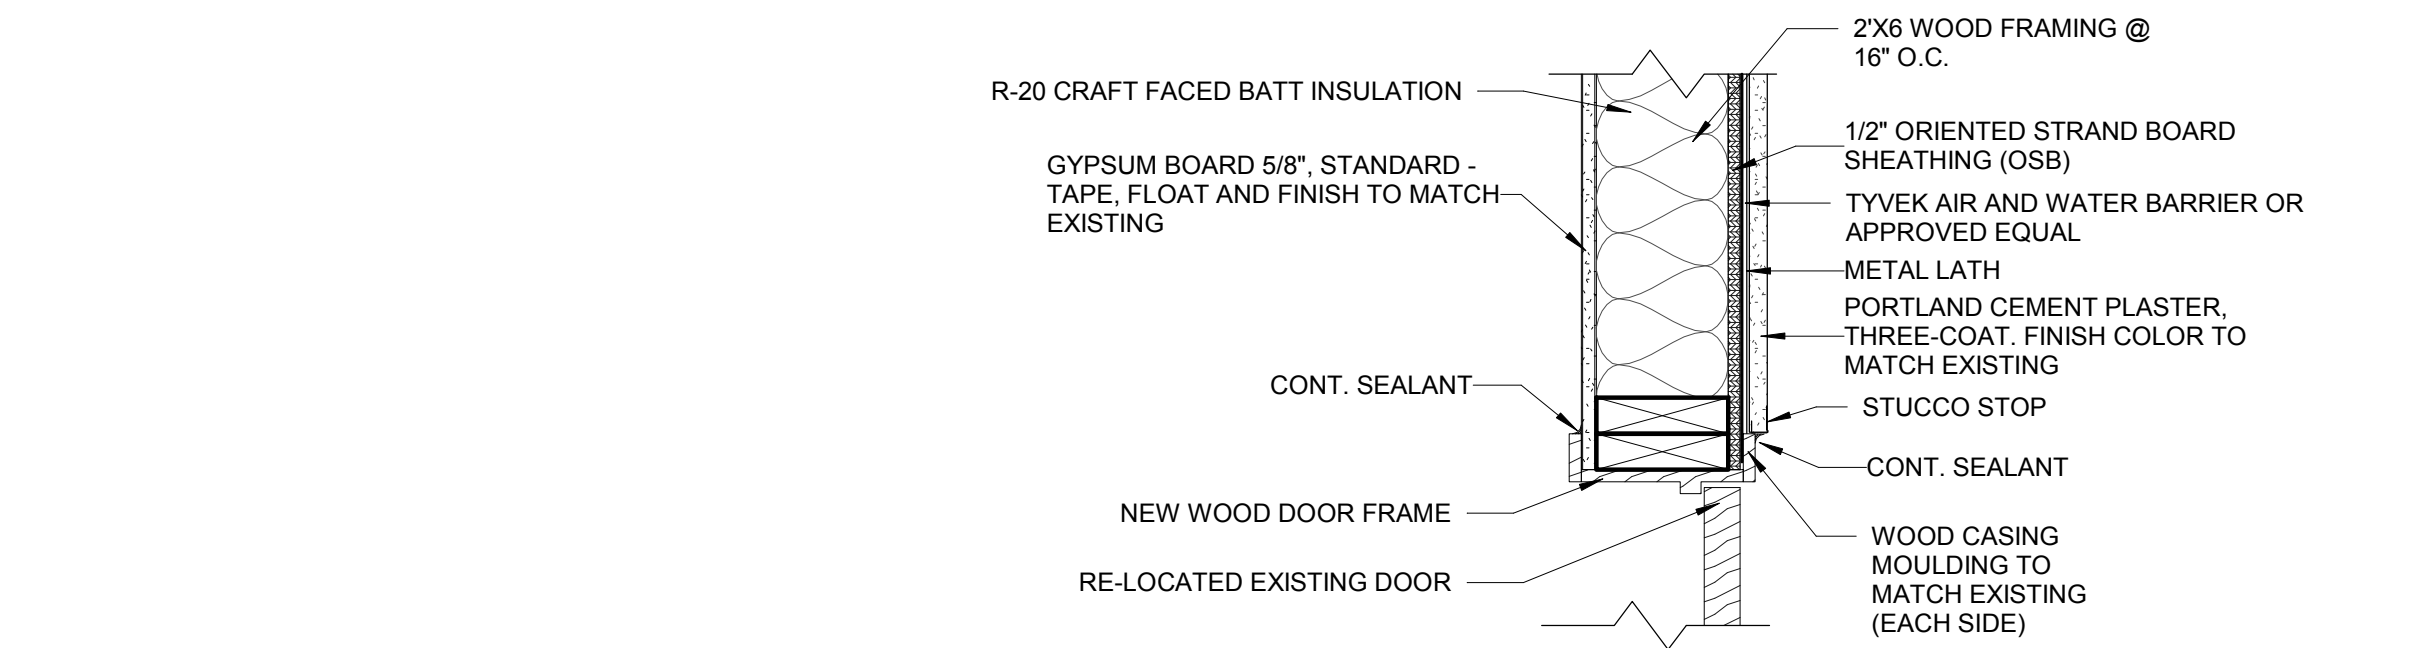 R-20 CRAFT FACED BATT INSULATION
GYPSUM BOARD 5/8", STANDARD -
TAPE, FLOAT AND FINISH TO MATCH
EXISTING
CONT. SEALANT
NEW WOOD DOOR FRAME
RE-LOCATED EXISTING DOOR
2'X6 WOOD FRAMING @
16" O.C.
1/2" ORIENTED STRAND BOARD
SHEATHING (OSB)
TYVEK AIR AND WATER BARRIER OR
APPROVED EQUAL
METAL LATH
PORTLAND CEMENT PLASTER,
THREE-COAT. FINISH COLOR TO
MATCH EXISTING
STUCCO STOP
CONT. SEALANT
WOOD CASING
MOULDING TO
MATCH EXISTING
(EACH SIDE)